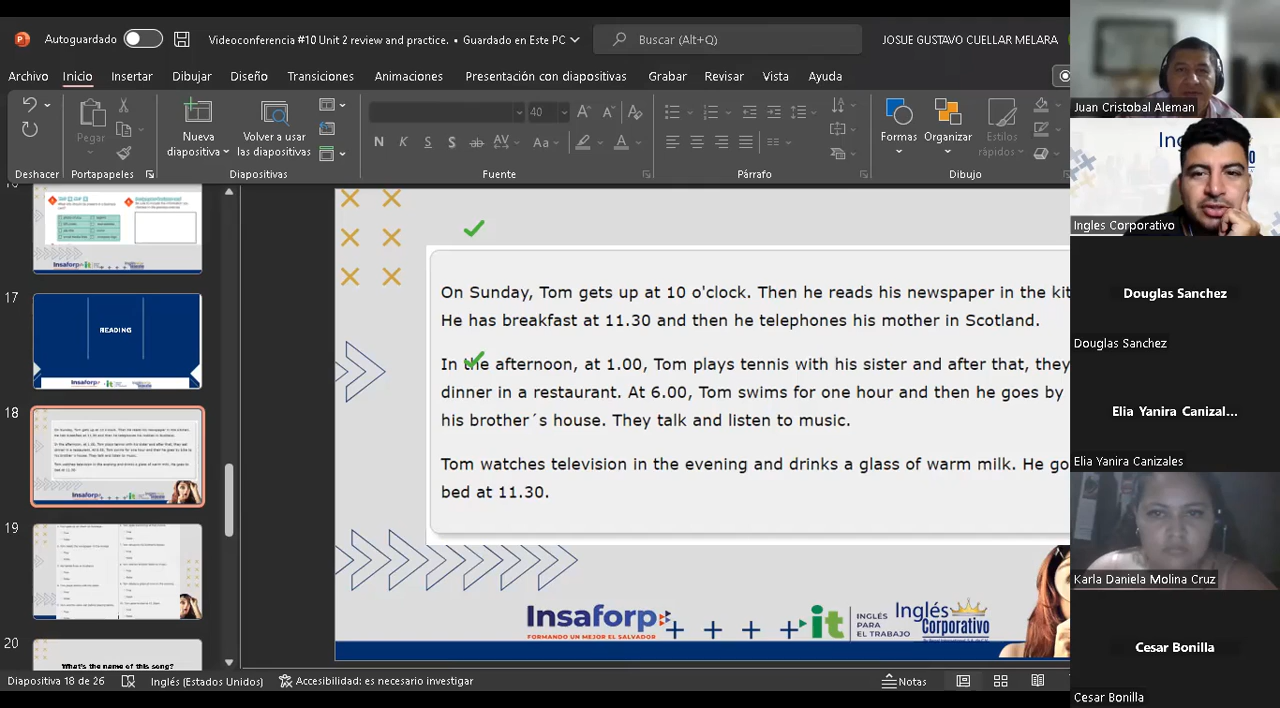 Autoguardado
Videoconferencia #10 Unit 2 review and practice. • Guardado en Este PC
Buscar (Alt+Q)
JOSUE GUSTAVO CUELLAR MELARA
Archivo Inicio Insertar Dibujar Diseño Transiciones Animaciones Presentación con diapositivas Grabar Revisar Vista Ayuda
Pegar
Nueva diapositiva
Volver a usar las diapositivas
40
N K S S ab AV Aa A
Formas
Organizar
Estilos rápidos
Deshacer Portapapeles Diapositivas Fuente Párrafo Dibujo
17
READING
18
19
20
What's the name of this song?
On Sunday, Tom gets up at 10 o'clock. Then he reads his newspaper in the kit
He has breakfast at 11.30 and then he telephones his mother in Scotland.
In the afternoon, at 1.00, Tom plays tennis with his sister and after that, they
dinner in a restaurant. At 6.00, Tom swims for one hour and then he goes by
his brother´s house. They talk and listen to music.
Tom watches television in the evening and drinks a glass of warm milk. He go
bed at 11.30.
Insaforp
FORMANDO UN MEJOR EL SALVADOR
it
INGLÉS
PARA
EL TRABAJO
Inglés
Corporativo
Diapositiva 18 de 26
Inglés (Estados Unidos)
Accesibilidad: es necesario investigar
Notas
Juan Cristobal Aleman
Ingles Corporativo
Douglas Sanchez
Douglas Sanchez
Elia Yanira Canizal...
Elia Yanira Canizales
Karla Daniela Molina Cruz
Cesar Bonilla
Cesar Bonilla